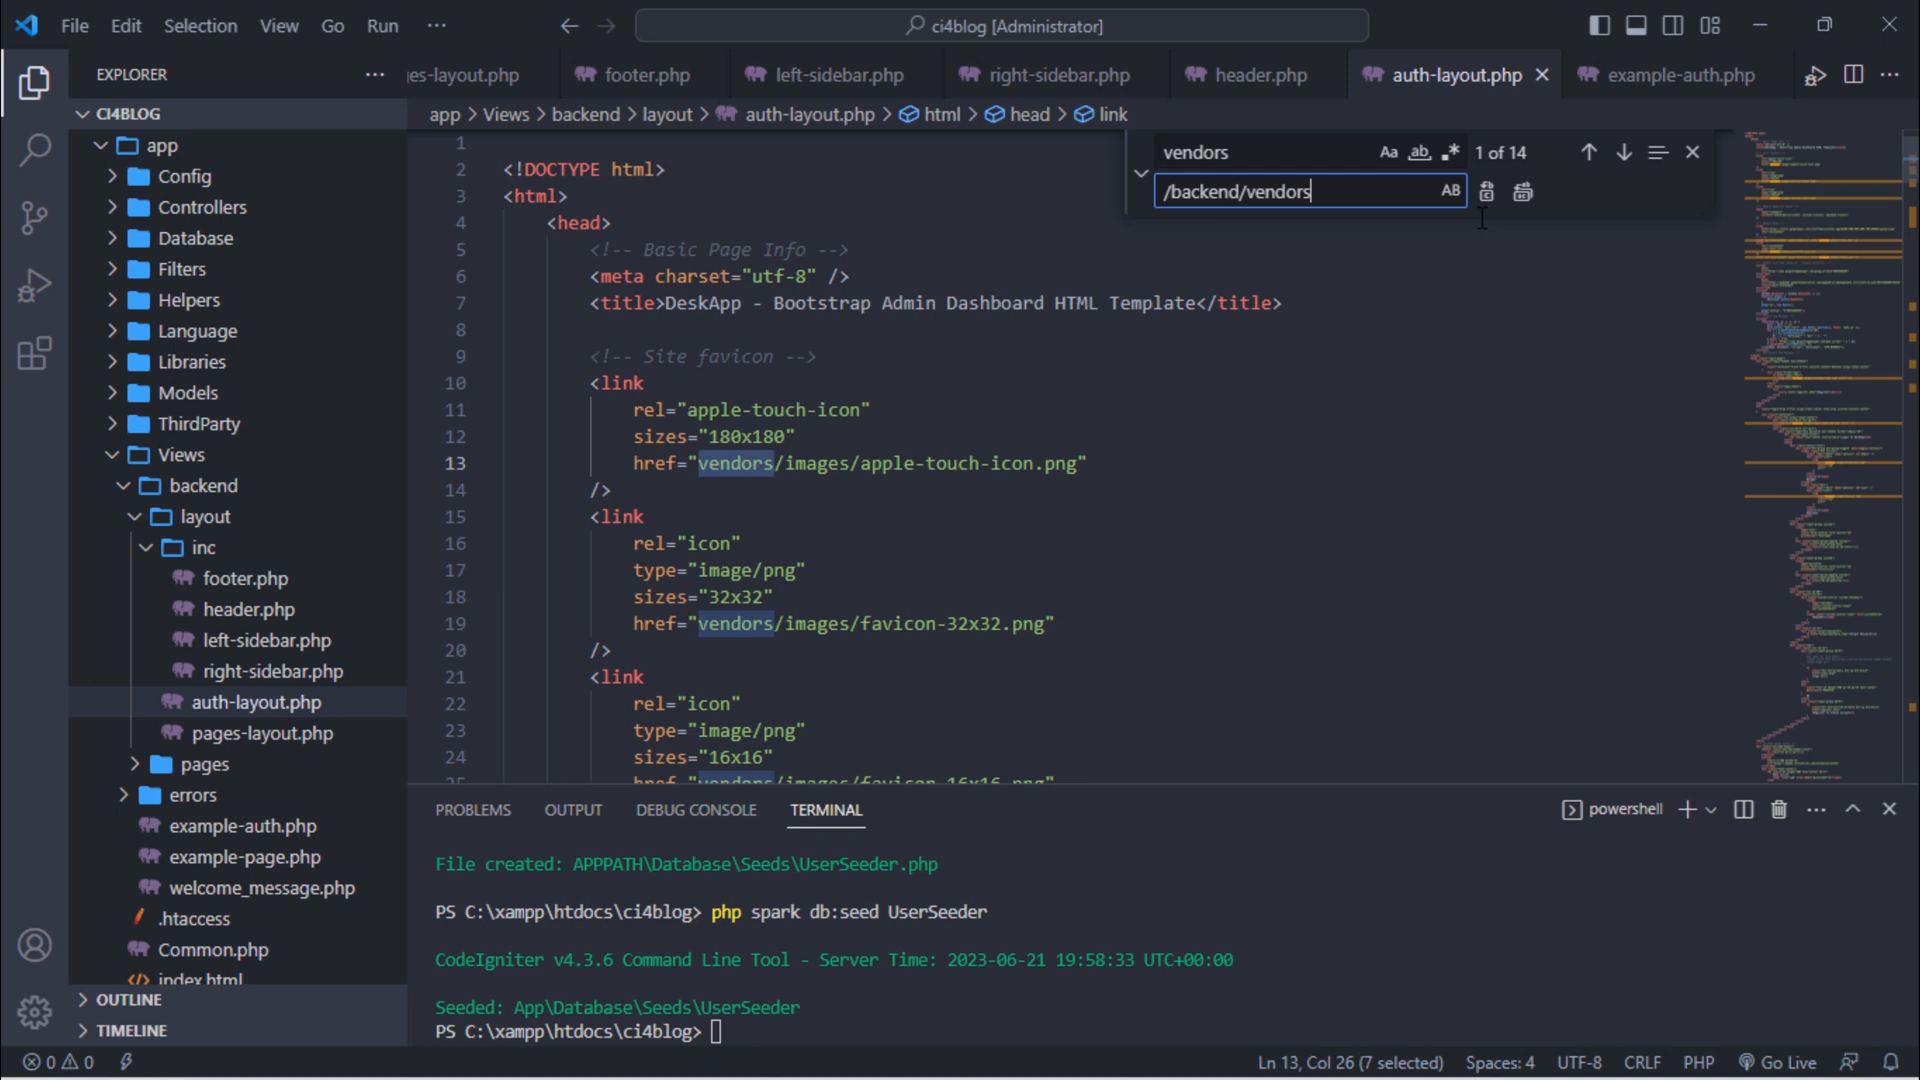 File Edit Selection View Go Run ...
ci4blog [Administrator]
EXPLORER
es-layout.php footer.php left-sidebar.php right-sidebar.php header.php auth-layout.php example-auth.php
CI4BLOG
app > Views > backend > layout > auth-layout.php > html > head > link
app
Config
Controllers
Database
Filters
Helpers
Language
Libraries
Models
ThirdParty
Views
backend
layout
inc
footer.php
header.php
left-sidebar.php
right-sidebar.php
auth-layout.php
pages-layout.php
pages
errors
example-auth.php
example-page.php
welcome_message.php
.htaccess
Common.php
index.html
OUTLINE
TIMELINE
vendors Aa ab .* 1 of 14
/backend/vendors AB
1
2 <!DOCTYPE html>
3 <html>
4 <head>
5 <!-- Basic Page Info -->
6 <meta charset="utf-8" />
7 <title>DeskApp - Bootstrap Admin Dashboard HTML Template</title>
8
9 <!-- Site favicon -->
10 <link
11 rel="apple-touch-icon"
12 sizes="180x180"
13 href="vendors/images/apple-touch-icon.png"
14 />
15 <link
16 rel="icon"
17 type="image/png"
18 sizes="32x32"
19 href="vendors/images/favicon-32x32.png"
20 />
21 <link
22 rel="icon"
23 type="image/png"
24 sizes="16x16"
25 href="vendors/images/favicon-16x16.png"
PROBLEMS OUTPUT DEBUG CONSOLE TERMINAL
powershell
File created: APPPATH\Database\Seeds\UserSeeder.php
PS C:\xampp\htdocs\ci4blog> php spark db:seed UserSeeder
CodeIgniter v4.3.6 Command Line Tool - Server Time: 2023-06-21 19:58:33 UTC+00:00
Seeded: App\Database\Seeds\UserSeeder
PS C:\xampp\htdocs\ci4blog>
0 0
Ln 13, Col 26 (7 selected) Spaces: 4 UTF-8 CRLF PHP Go Live